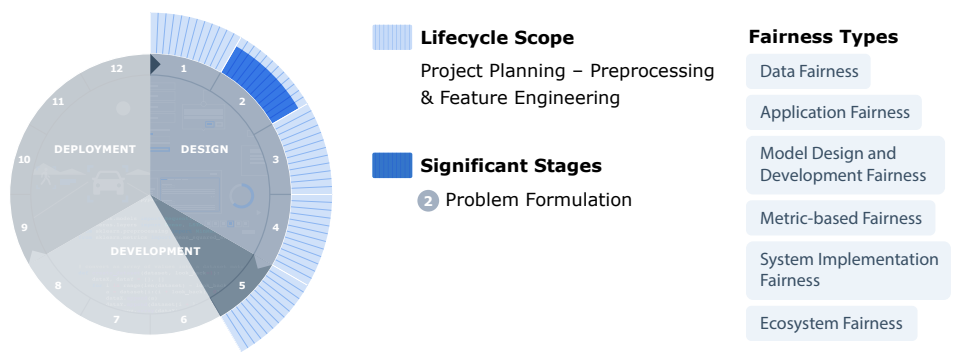 12
1
11
2
10
DEPLOYMENT
DESIGN
3
9
4
DEVELOPMENT
8
5
7
6
Lifecycle Scope
Project Planning – Preprocessing
& Feature Engineering
Significant Stages
2 Problem Formulation
Fairness Types
Data Fairness
Application Fairness
Model Design and
Development Fairness
Metric-based Fairness
System Implementation
Fairness
Ecosystem Fairness